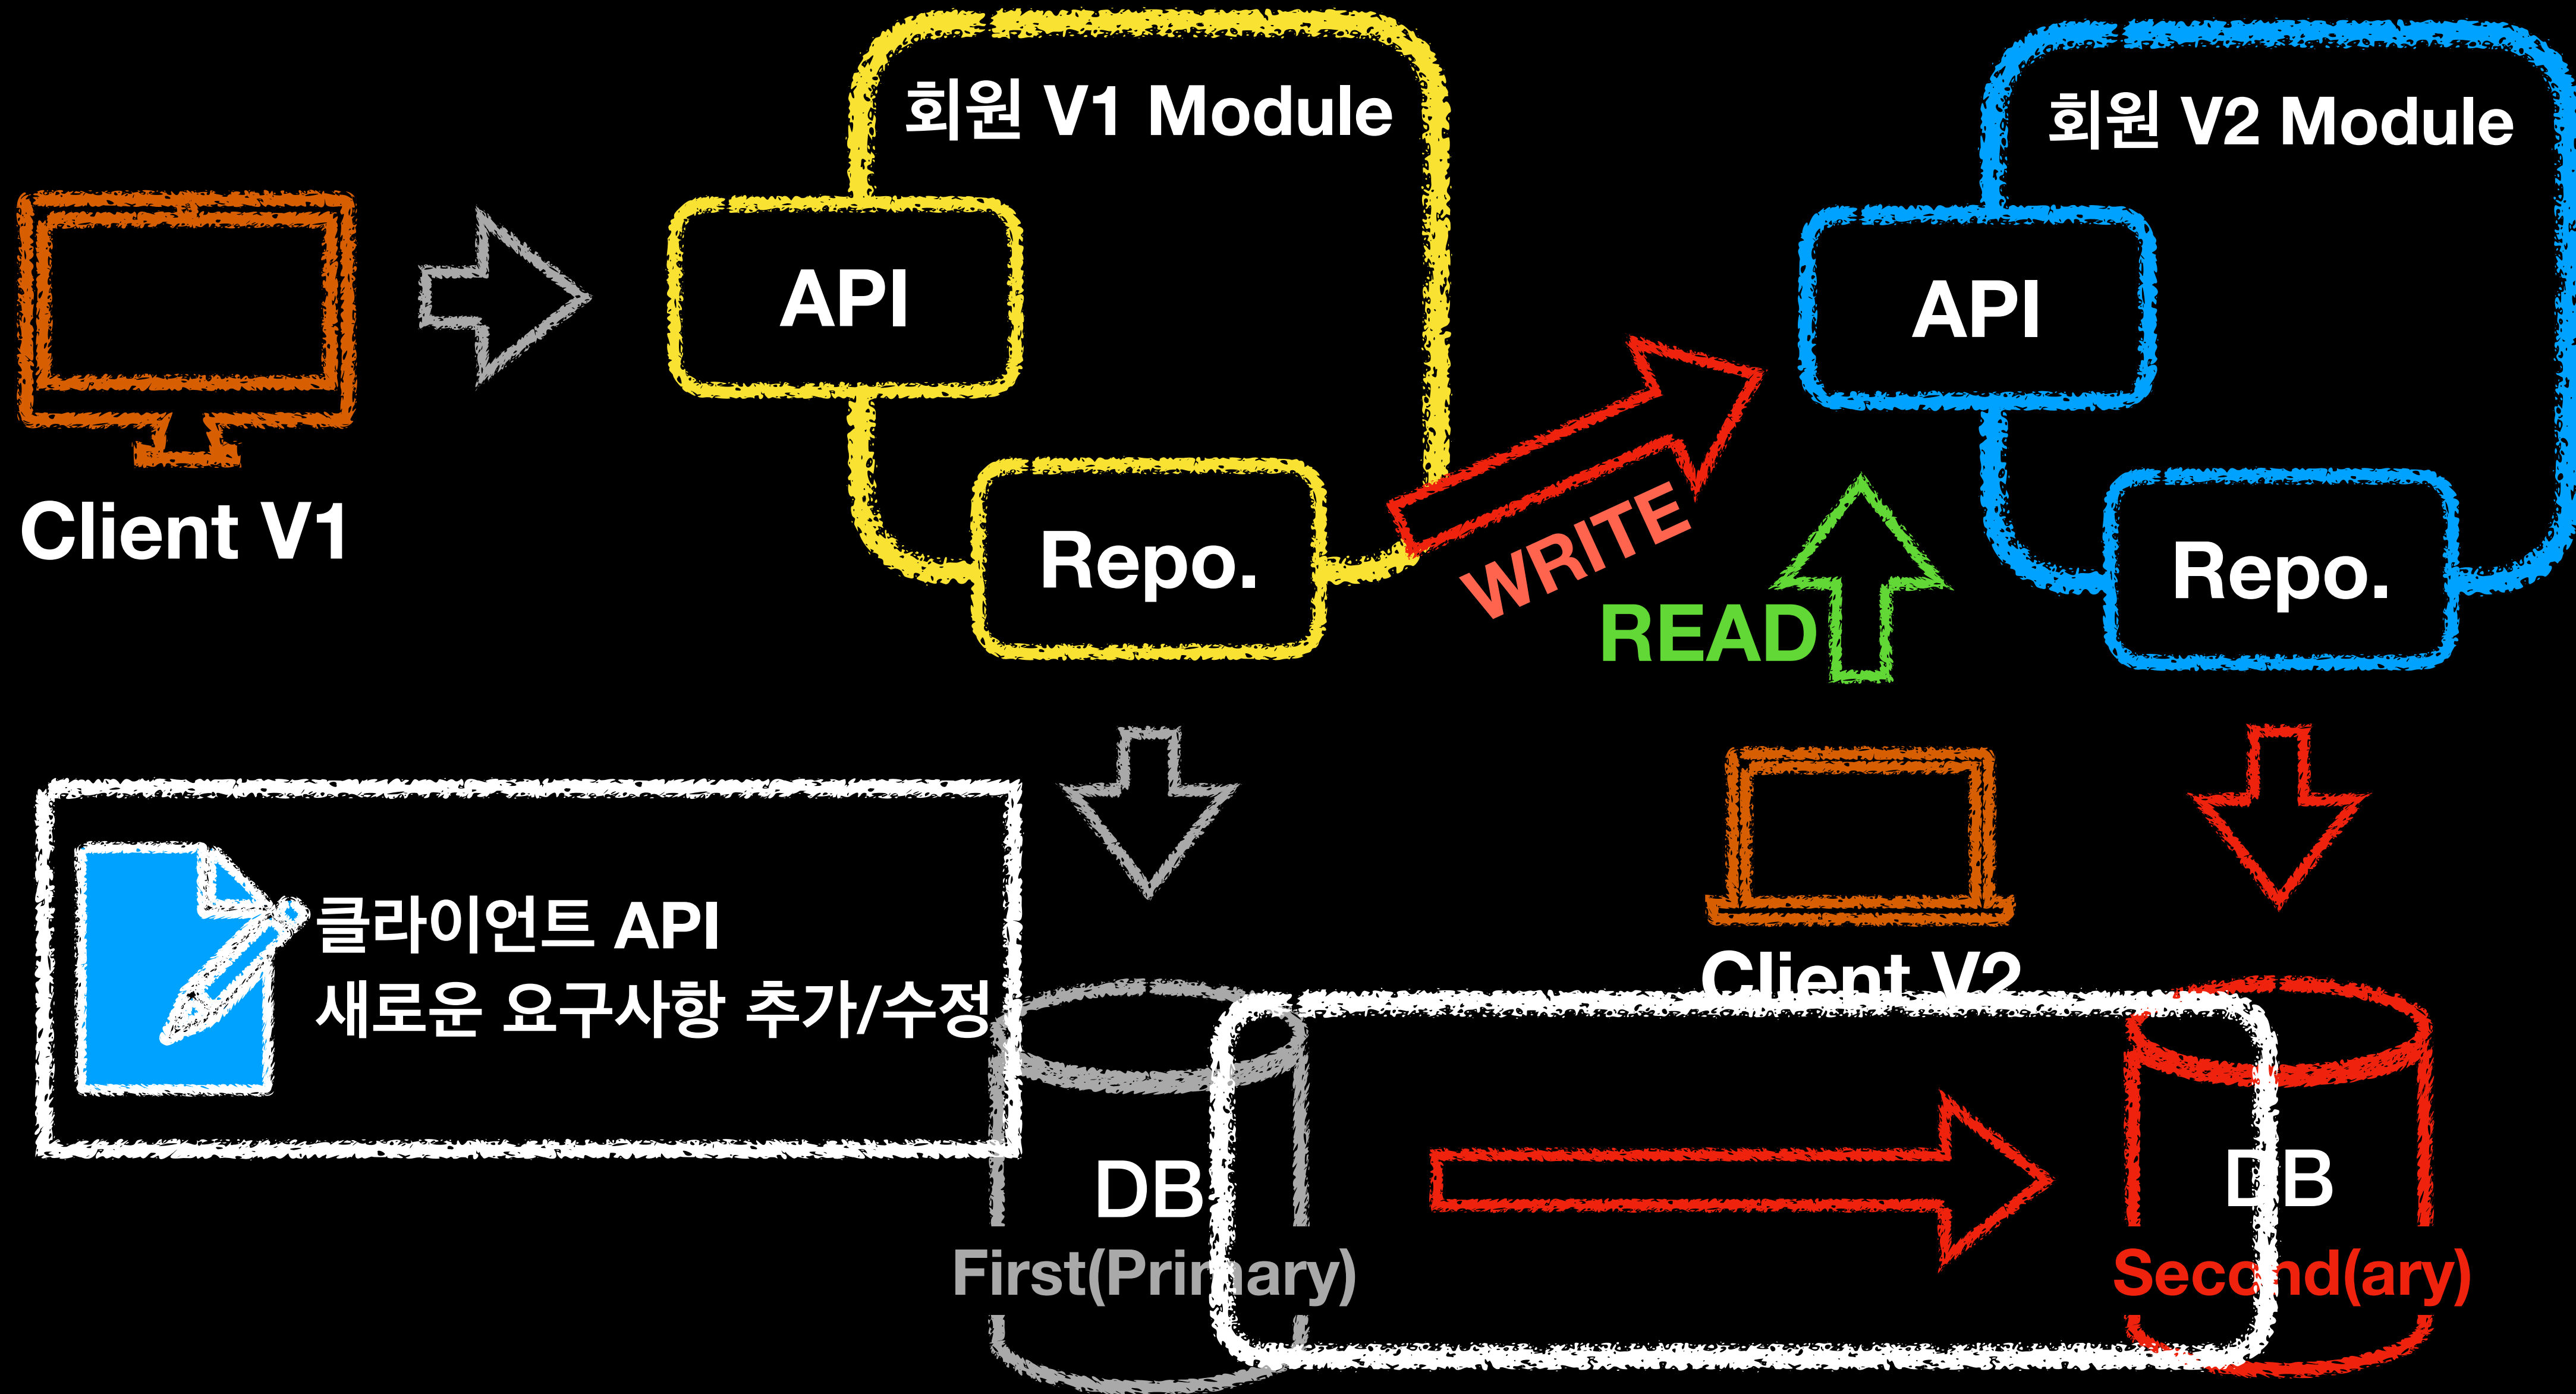 회원 V1 Module
회원 V2 Module
API
API
Client V1
Repo.
Repo.
WRITE
READ
클라이언트 API
새로운 요구사항 추가/수정
Client V2
DB
First(Primary)
DB
Second(ary)